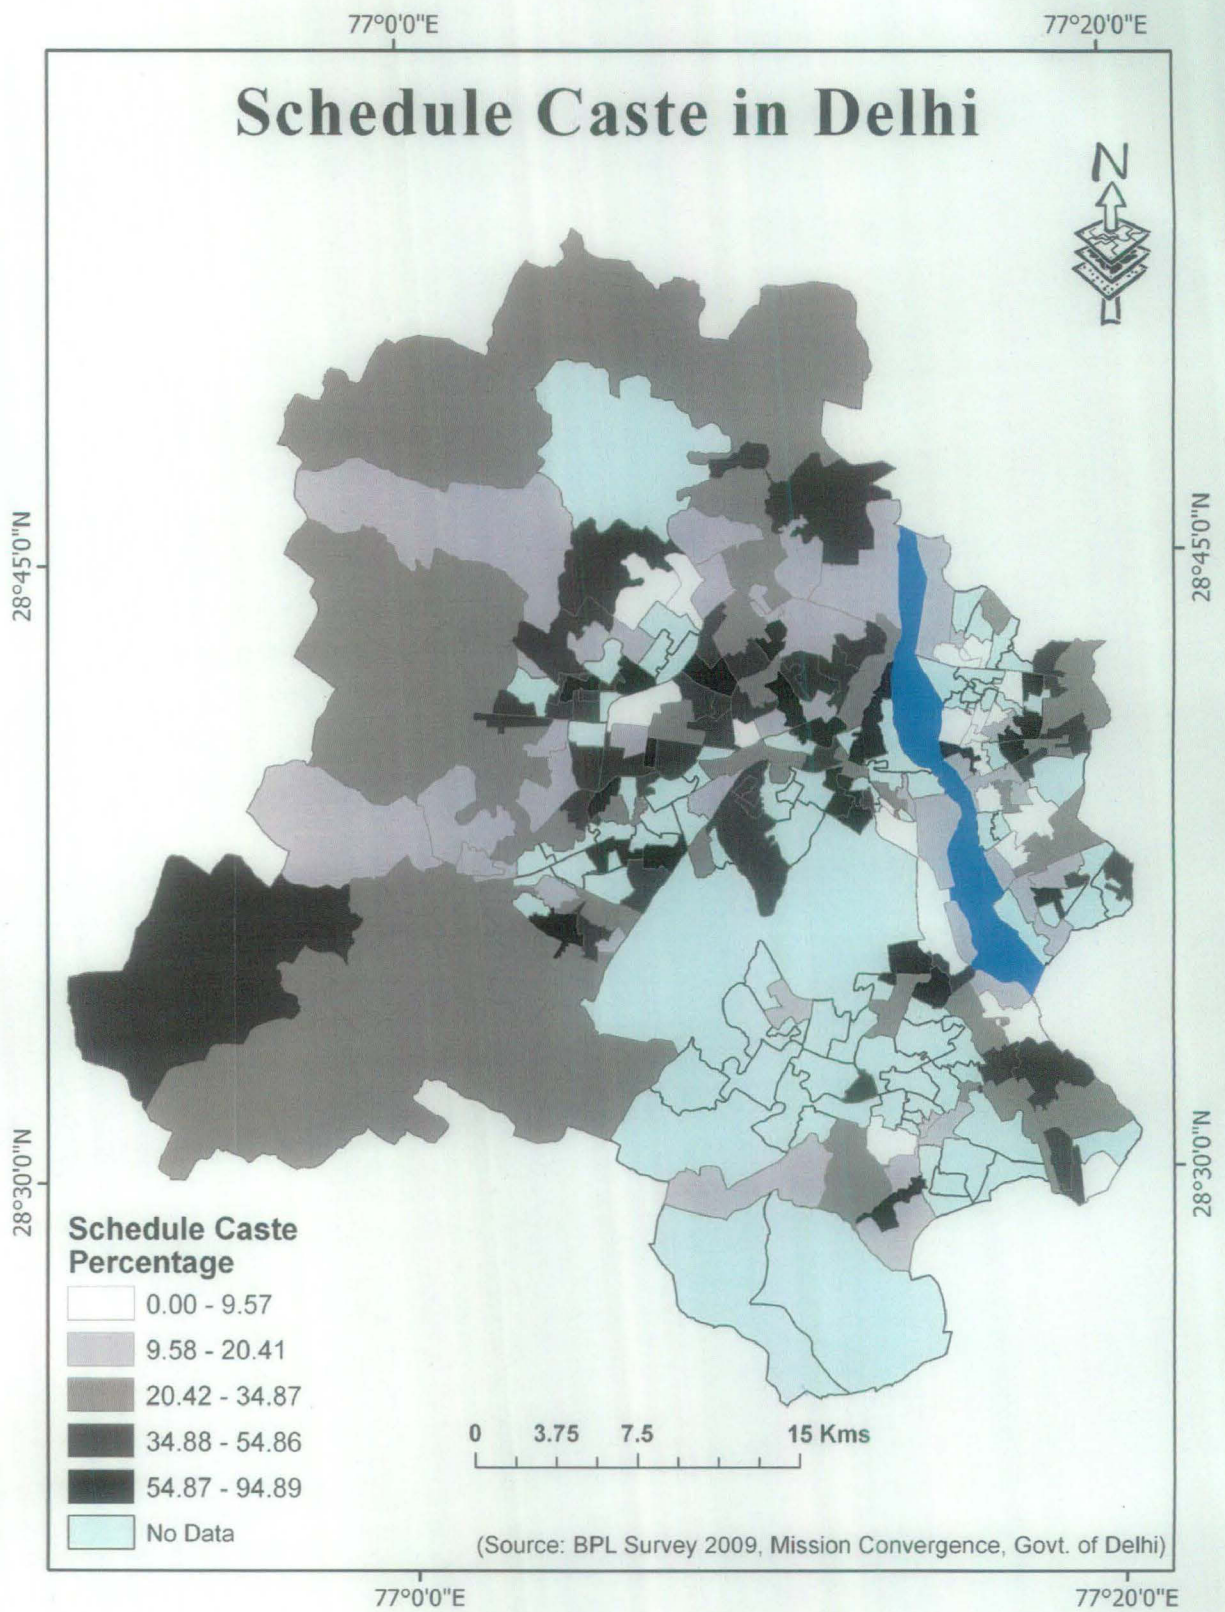 77°0'0"E
77°20'0"E
Schedule Caste in Delhi
N
28°45'0"N
28°45'0"N
28°30'0"N
28°30'0"N
Schedule Caste
Percentage
0.00 - 9.57
9.58 - 20.41
20.42 - 34.87
34.88 - 54.86
54.87 - 94.89
No Data
0 3.75 7.5 15 Kms
(Source: BPL Survey 2009, Mission Convergence, Govt. of Delhi)
77°0'0"E
77°20'0"E